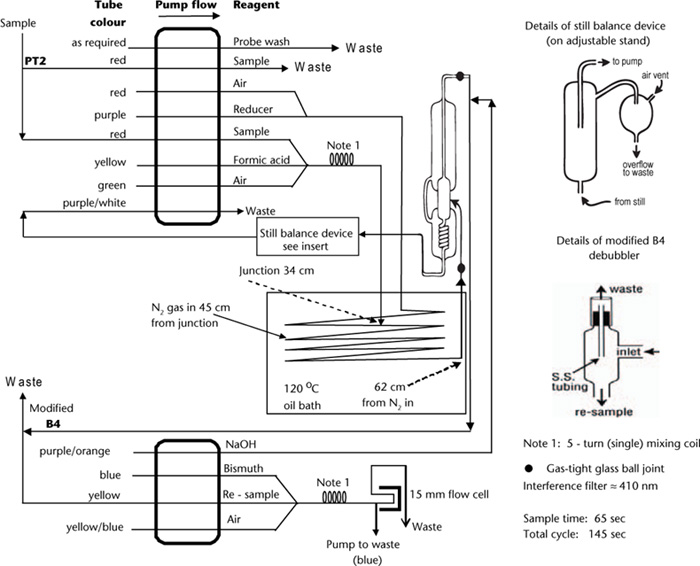 Tube colour
Pump flow
Reagent
Sample
as required
Probe wash
Waste
PT2
red
Sample
Waste
red
Air
purple
Reducer
red
Sample
Note 1
yellow
Formic acid
green
Air
purple/white
Waste
Still balance device
see insert
Junction 34 cm
N2 gas in 45 cm
from junction
120 °C
oil bath
62 cm
from N2 in
Waste
Modified
B4
purple/orange
NaOH
blue
Bismuth
Note 1
yellow
Re - sample
15 mm flow cell
yellow/blue
Air
Waste
Pump to waste
(blue)
Details of still balance device
(on adjustable stand)
to pump
air vent
overflow
to waste
from still
Details of modified B4
debubbler
waste
inlet
S.S.
tubing
re-sample
Note 1: 5 - turn (single) mixing coil
Gas-tight glass ball joint
Interference filter ≈ 410 nm
Sample time: 65 sec
Total cycle: 145 sec